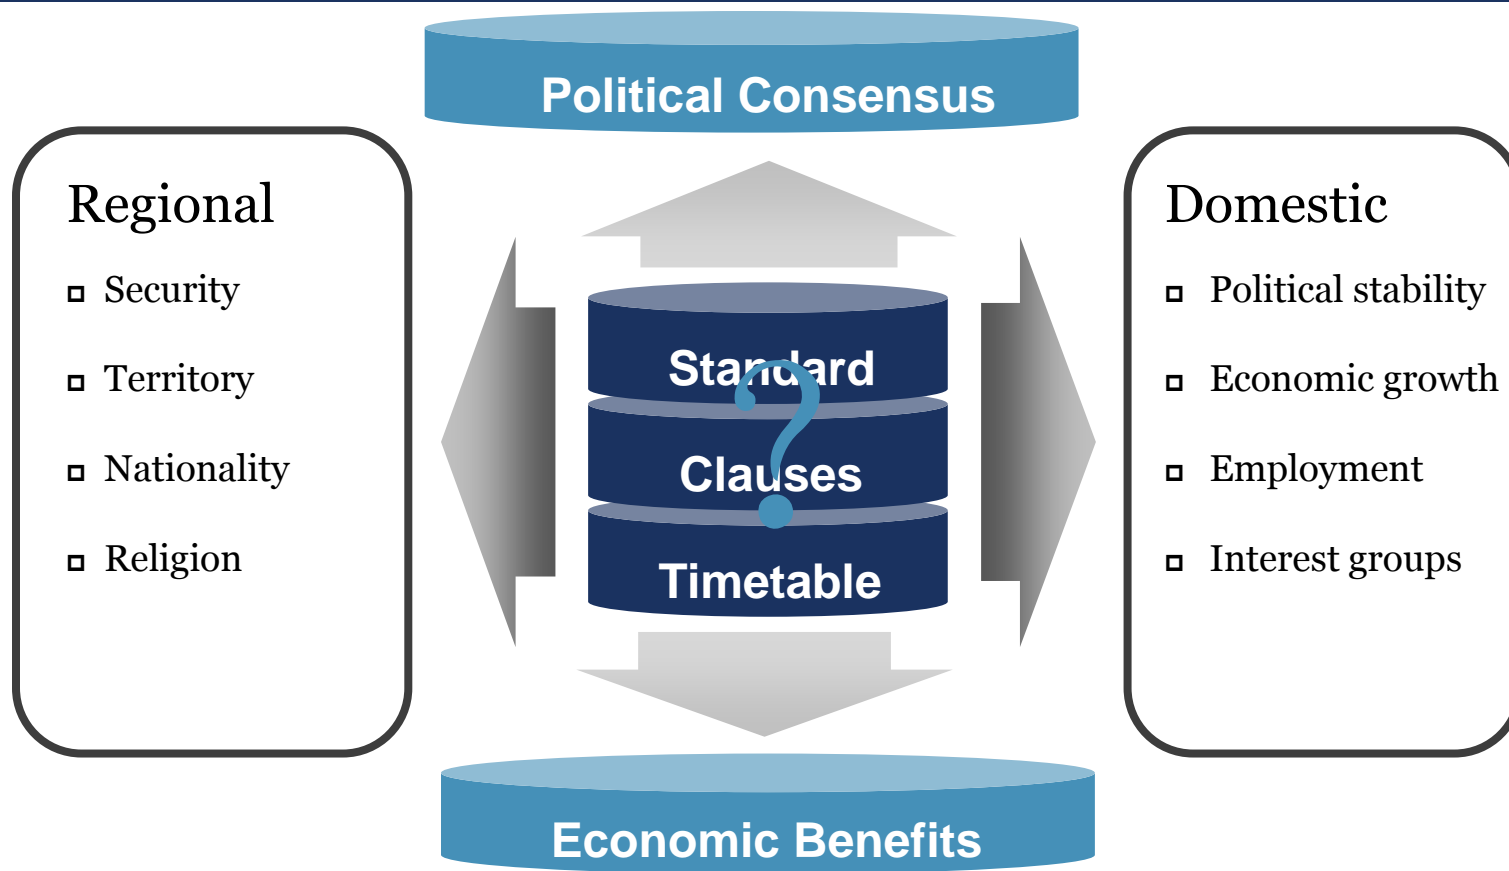 Political Consensus
Regional
Security
Territory
Nationality
Religion
Standard
Clauses
Timetable
?
Domestic
Political stability
Economic growth
Employment
Interest groups
Economic Benefits